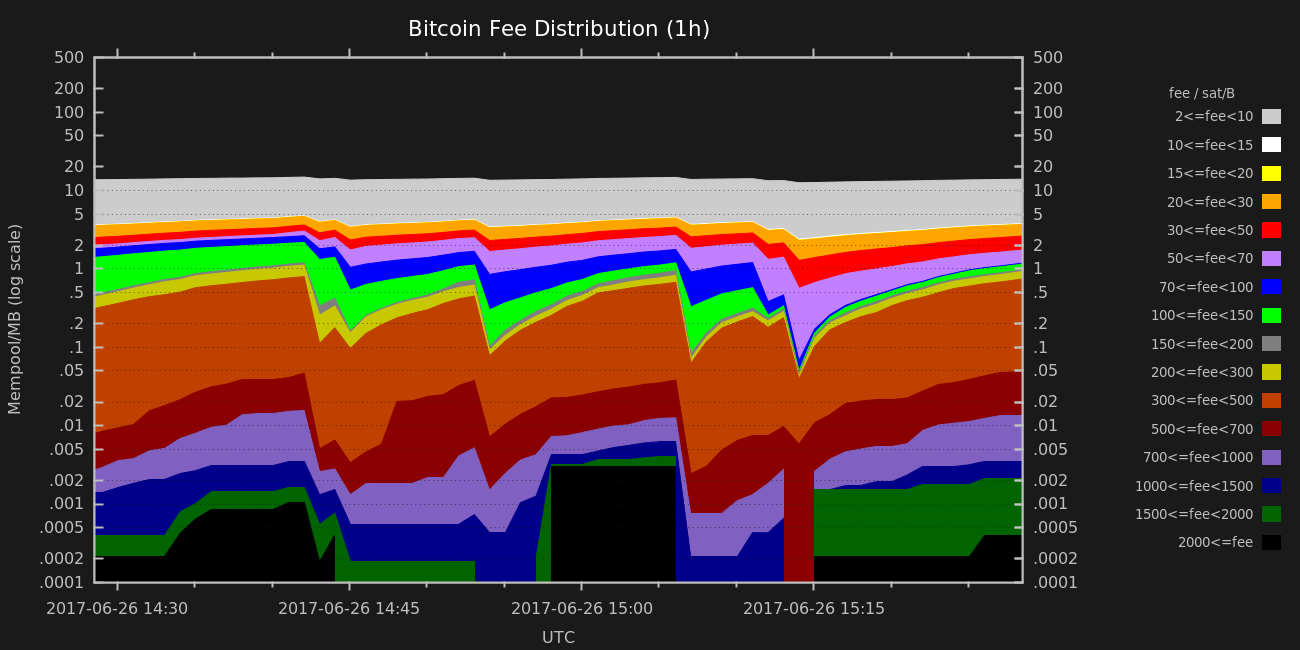 Bitcoin Fee Distribution (1h)
500
200
100
50
20
10
5
2
1
.5
.2
.1
.05
.02
.01
.005
.002
.001
.0005
.0002
.0001
Mempool/MB (log scale)
500
200
100
50
20
10
5
2
1
.5
.2
.1
.05
.02
.01
.005
.002
.001
.0005
.0002
.0001
2017-06-26 14:30
2017-06-26 14:45
2017-06-26 15:00
2017-06-26 15:15
UTC
fee / sat/B
2<=fee<10
10<=fee<15
15<=fee<20
20<=fee<30
30<=fee<50
50<=fee<70
70<=fee<100
100<=fee<150
150<=fee<200
200<=fee<300
300<=fee<500
500<=fee<700
700<=fee<1000
1000<=fee<1500
1500<=fee<2000
2000<=fee